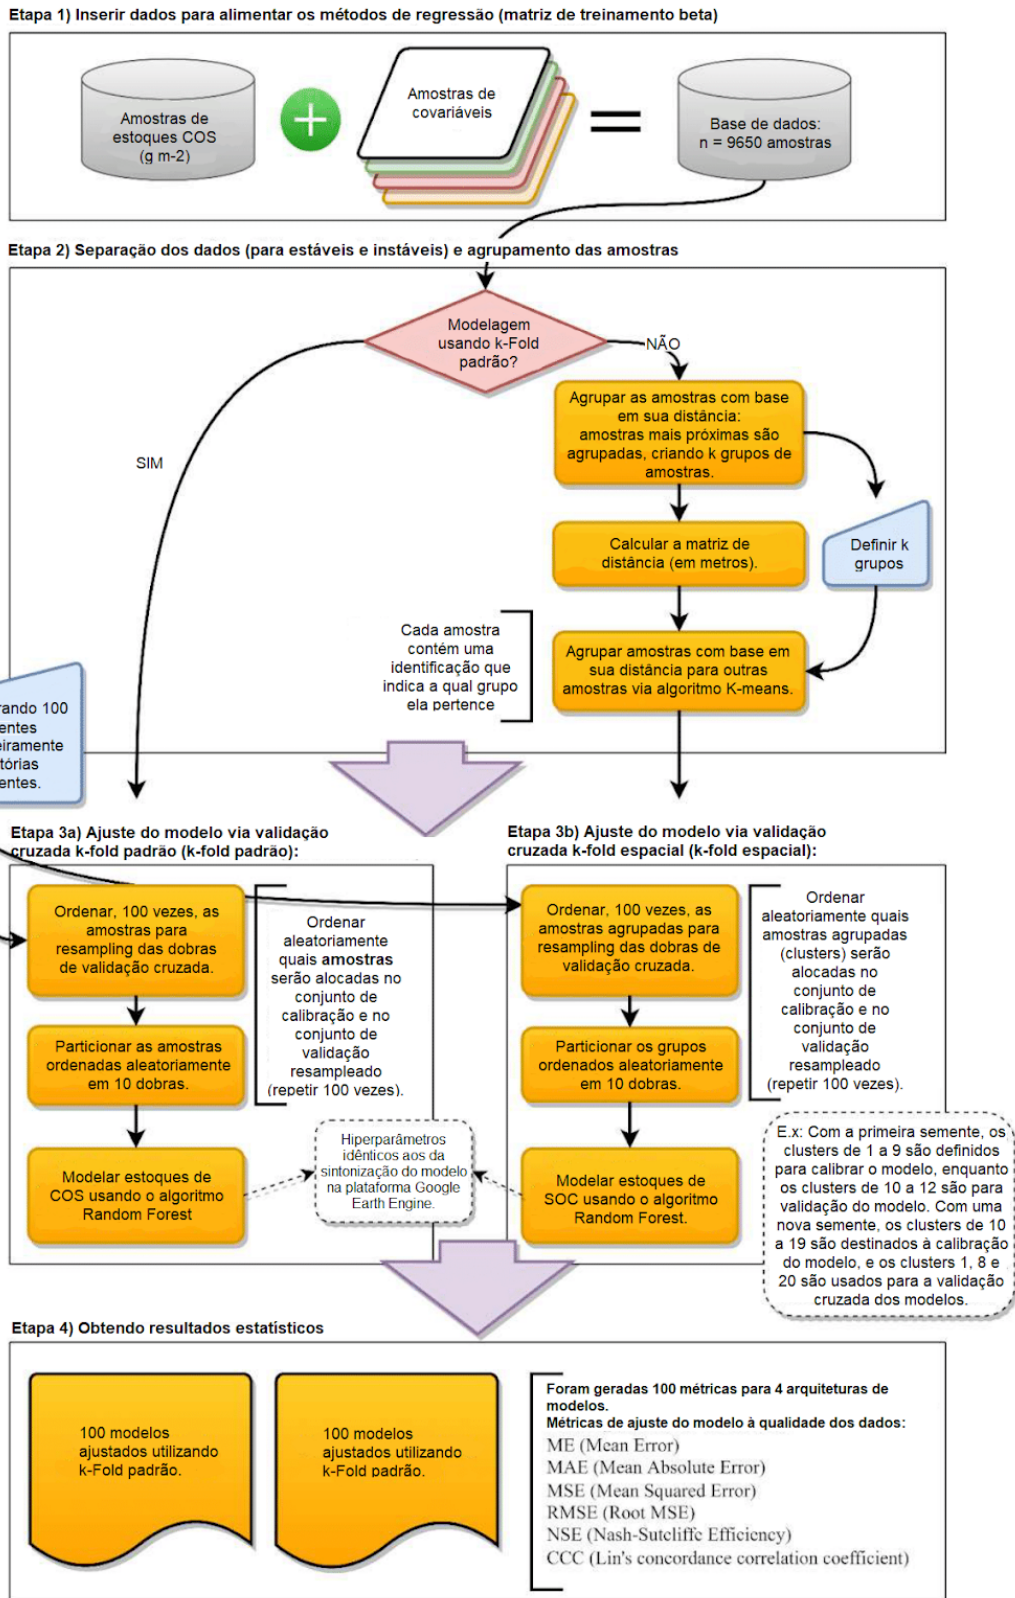 Etapa 1) Inserir dados para alimentar os métodos de regressão (matriz de treinamento beta)
Amostras de
estoques COS
(g m-2)
Amostras de
covariáveis
Base de dados:
n = 9650 amostras
Etapa 2) Separação dos dados (para estáveis e instáveis) e agrupamento das amostras
Modelagem
usando k-Fold
padrão?
NÃO
SIM
Agrupar as amostras com base
em sua distância:
amostras mais próximas são
agrupadas, criando k grupos de
amostras.
Calcular a matriz de
distância (em metros).
Definir k
grupos
Cada amostra
contém uma
identificação que
indica a qual grupo
ela pertence
Agrupar amostras com base em
sua distância para outras
amostras via algoritmo K-means.
rando 100
entes
eiramente
tórias
entes.
Etapa 3a) Ajuste do modelo via validação
cruzada k-fold padrão (k-fold padrão):
Ordenar, 100 vezes, as
amostras para
resampling das dobras
de validação cruzada.
Particionar as amostras
ordenadas aleatoriamente
em 10 dobras.
Modelar estoques de
COS usando o algoritmo
Random Forest
Ordenar
aleatoriamente
quais amostras
serão alocadas no
conjunto de
calibração e no
conjunto de
validação
resampleado
(repetir 100 vezes).
Hiperparâmetros
idênticos aos da
sintonização do modelo
na plataforma Google
Earth Engine.
Etapa 3b) Ajuste do modelo via validação
cruzada k-fold espacial (k-fold espacial):
Ordenar, 100 vezes, as
amostras agrupadas para
resampling das dobras de
validação cruzada.
Particionar os grupos
ordenados aleatoriamente
em 10 dobras.
Modelar estoques de
SOC usando o algoritmo
Random Forest.
Ordenar
aleatoriamente quais
amostras agrupadas
(clusters) serão
alocadas no
conjunto de
calibração e no
conjunto de
validação
resampleado
(repetir 100 vezes).
E.x: Com a primeira semente, os
clusters de 1 a 9 são definidos
para calibrar o modelo, enquanto
os clusters de 10 a 12 são para
validação do modelo. Com uma
nova semente, os clusters de 10
a 19 são destinados à calibração
do modelo, e os clusters 1, 8 e
20 são usados para a validação
cruzada dos modelos.
Etapa 4) Obtendo resultados estatísticos
100 modelos
ajustados utilizando
k-Fold padrão.
100 modelos
ajustados utilizando
k-Fold padrão.
Foram geradas 100 métricas para 4 arquiteturas de
modelos.
Métricas de ajuste do modelo à qualidade dos dados:
ME (Mean Error)
MAE (Mean Absolute Error)
MSE (Mean Squared Error)
RMSE (Root MSE)
NSE (Nash-Sutcliffe Efficiency)
CCC (Lin's concordance correlation coefficient)